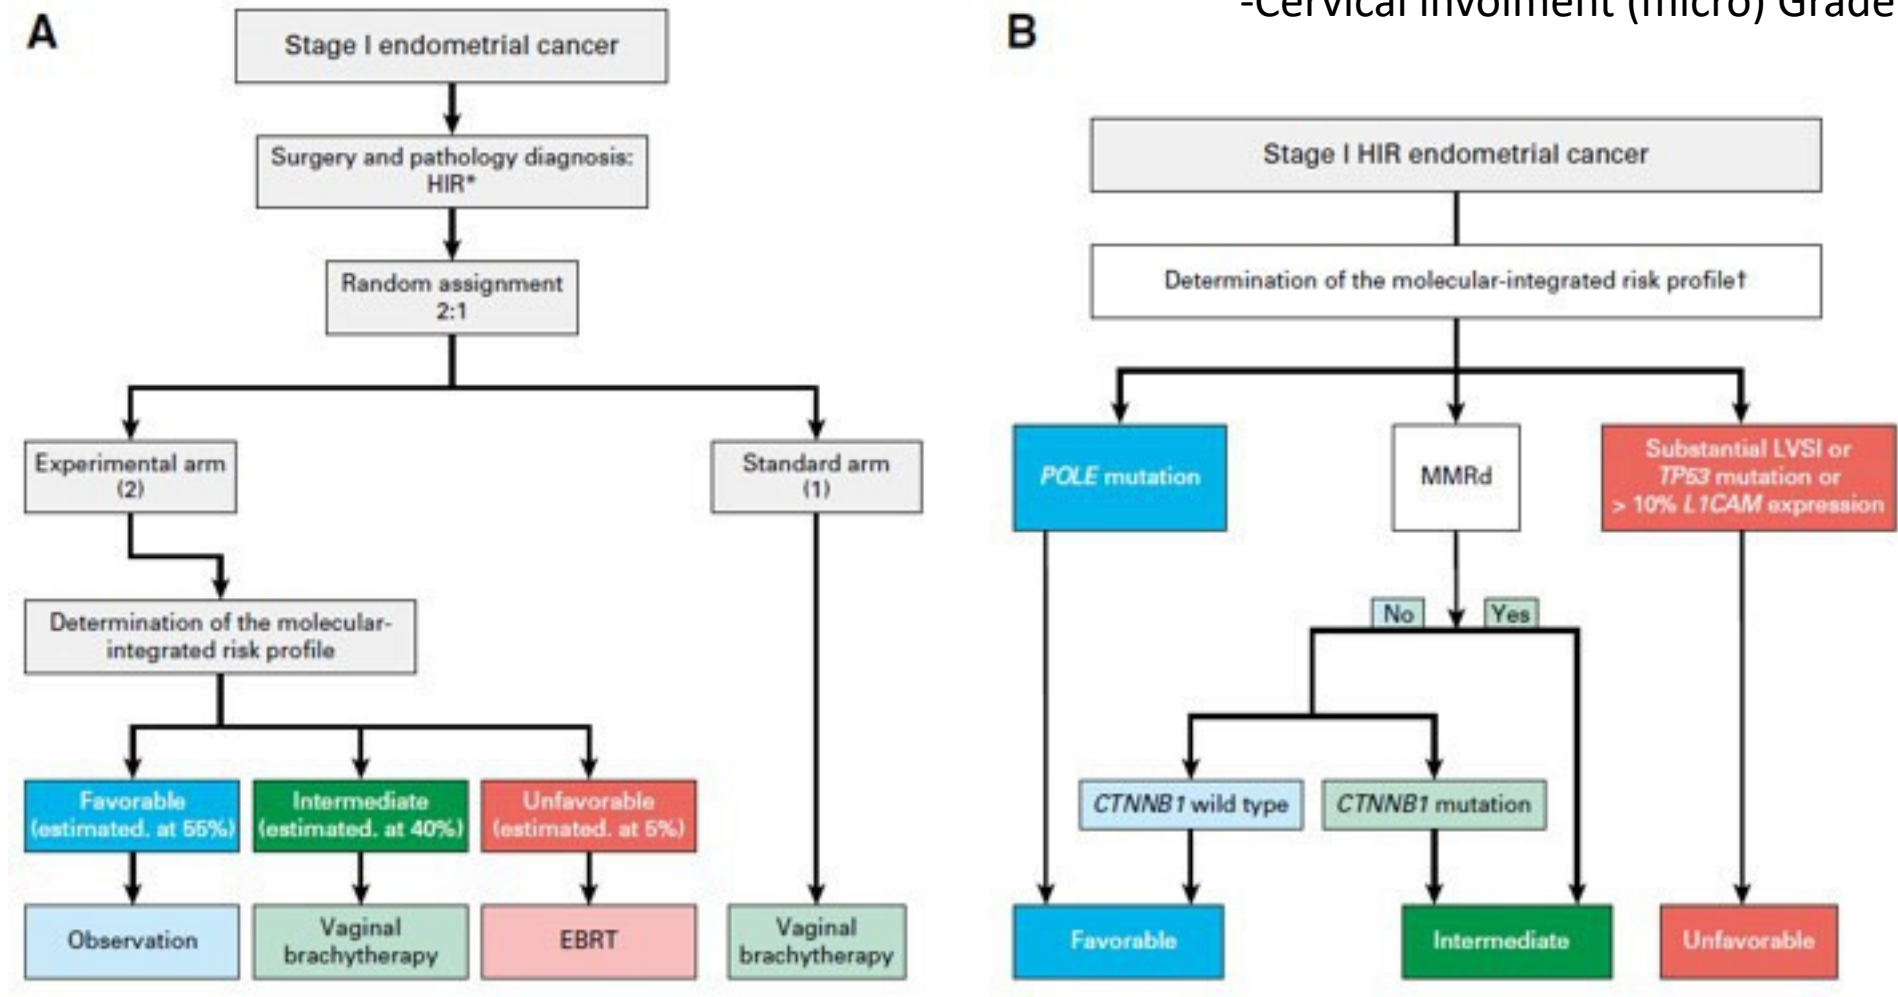 -Cervical Involment (micro) Grade
A
Stage I endometrial cancer
Surgery and pathology diagnosis:
HIR*
Random assignment
2:1
Experimental arm
(2)
Standard arm
(1)
Determination of the molecular-
integrated risk profile
Favorable
(estimated. at 55%)
Intermediate
(estimated. at 40%)
Unfavorable
(estimated. at 5%)
Observation
Vaginal
brachytherapy
EBRT
Vaginal
brachytherapy
B
Stage I HIR endometrial cancer
Determination of the molecular-integrated risk profile†
POLE mutation
MMRd
Substantial LVSI or
TP53 mutation or
> 10% L1CAM expression
No
Yes
CTNNB1 wild type
CTNNB1 mutation
Favorable
Intermediate
Unfavorable